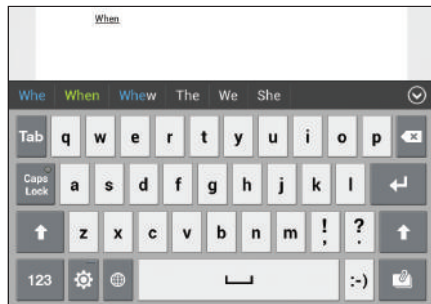 When
Whe When Whew The We She
Tab q w e r t y u i o p
Caps Lock a s d f g h j k l
z x c v b n m ! , ? .
123 :-)